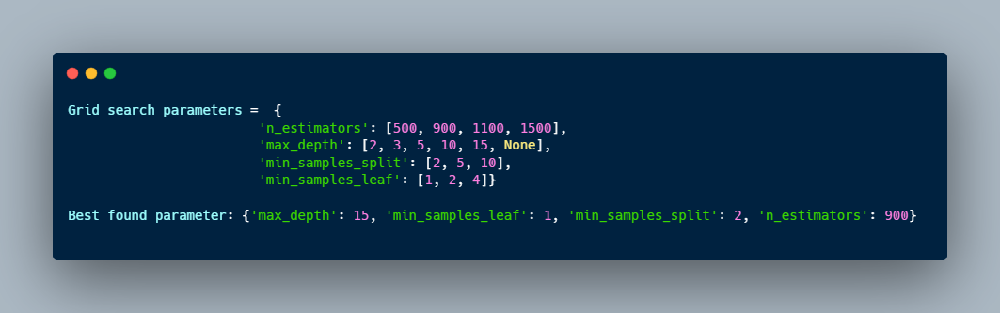 Grid search parameters =  {
'n_estimators': [500, 900, 1100, 1500],
'max_depth': [2, 3, 5, 10, 15, None],
'min_samples_split': [2, 5, 10],
'min_samples_leaf': [1, 2, 4]}
Best found parameter: {'max_depth': 15, 'min_samples_leaf': 1, 'min_samples_split': 2, 'n_estimators': 900}